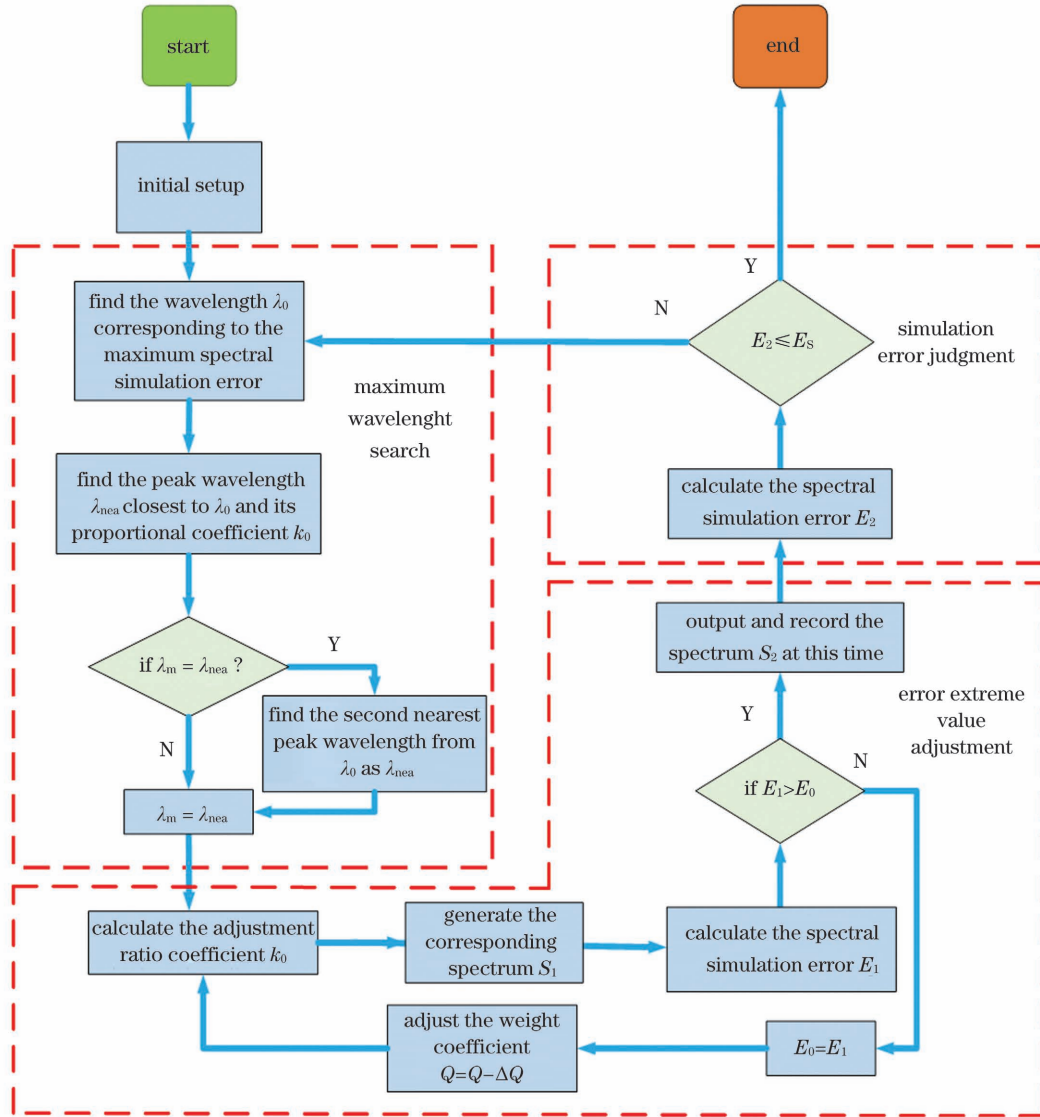 start
end
initial setup
find the wavelength λ₀
corresponding to the
maximum spectral
simulation error
maximum
wavelenght
search
find the peak wavelength
λnea closest to λ₀ and its
proportional coefficient k₀
if λm = λnea ?
Y
N
find the second nearest
peak wavelength from
λ₀ as λnea
λm = λnea
calculate the adjustment
ratio coefficient k₀
generate the
corresponding
spectrum S₁
calculate the spectral
simulation error E₁
if E₁>E₀
Y
N
error extreme
value
adjustment
E₀=E₁
adjust the weight
coefficient
Q=Q−ΔQ
output and record the
spectrum S₂ at this time
calculate the spectral
simulation error E₂
E₂⩽ES
Y
N
simulation
error judgment